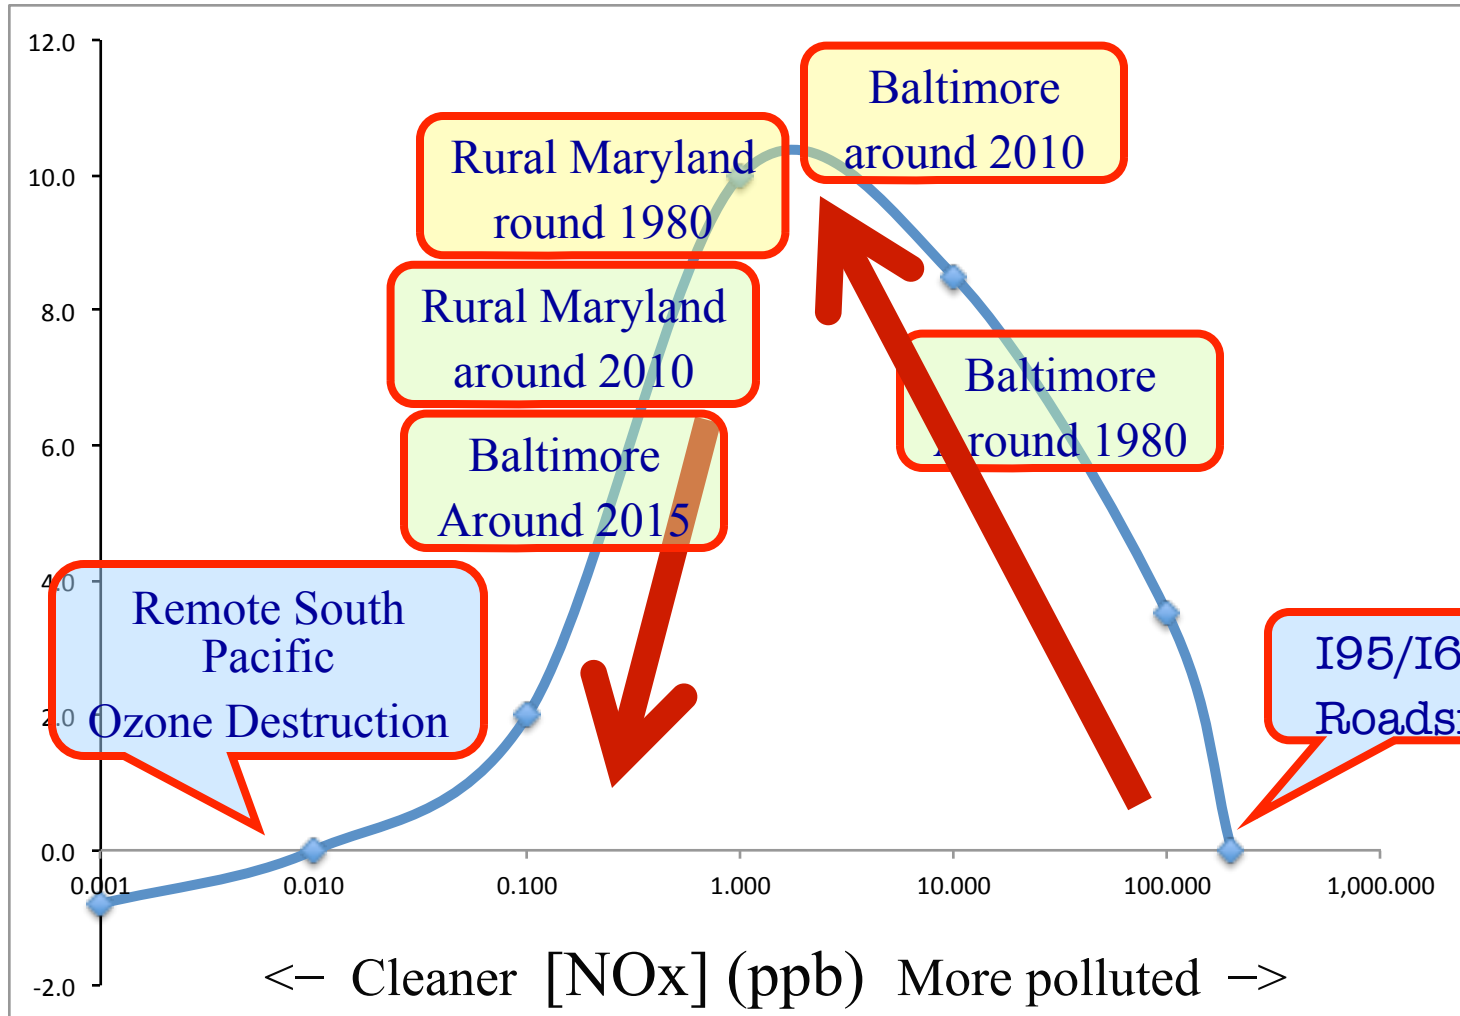 12.0
10.0
8.0
6.0
4.0
2.0
0.0
-2.0
Baltimore
around 2010
Rural Maryland
round 1980
Rural Maryland
around 2010
Baltimore
round 1980
Baltimore
Around 2015
Remote South
Pacific
Ozone Destruction
I95/I6
Roads
0.001
0.010
0.100
1.000
10.000
100.000
1,000.000
<— Cleaner [NOx] (ppb) More polluted —>